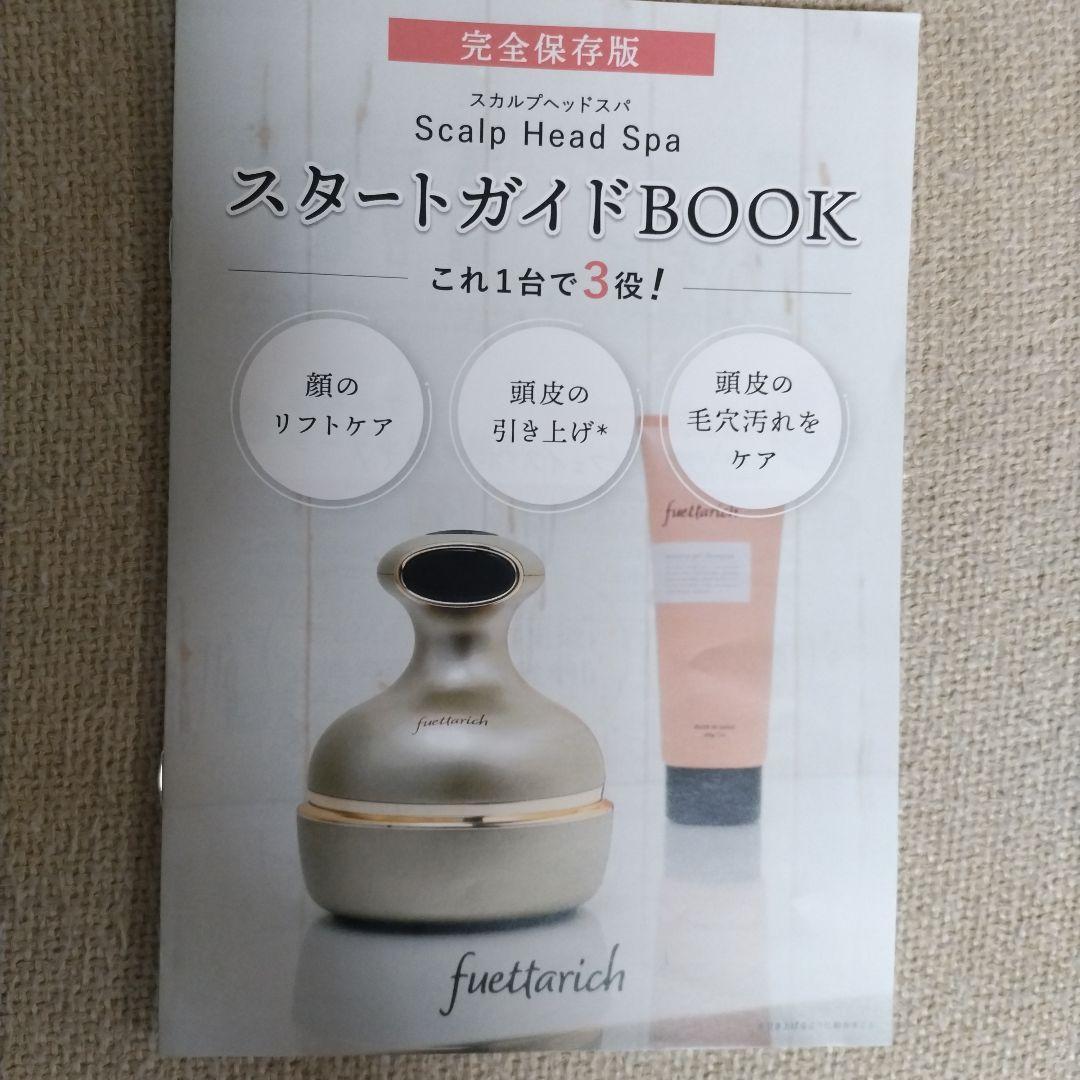 完全保存版
スカルプヘッドスパ
Scalp Head Spa
スタートガイドBOOK
これ1台で3役!
顔の
リフトケア
頭皮の
引き上げ*
頭皮の
毛穴汚れを
ケア
fuettarich
fuettarich
fuettarich